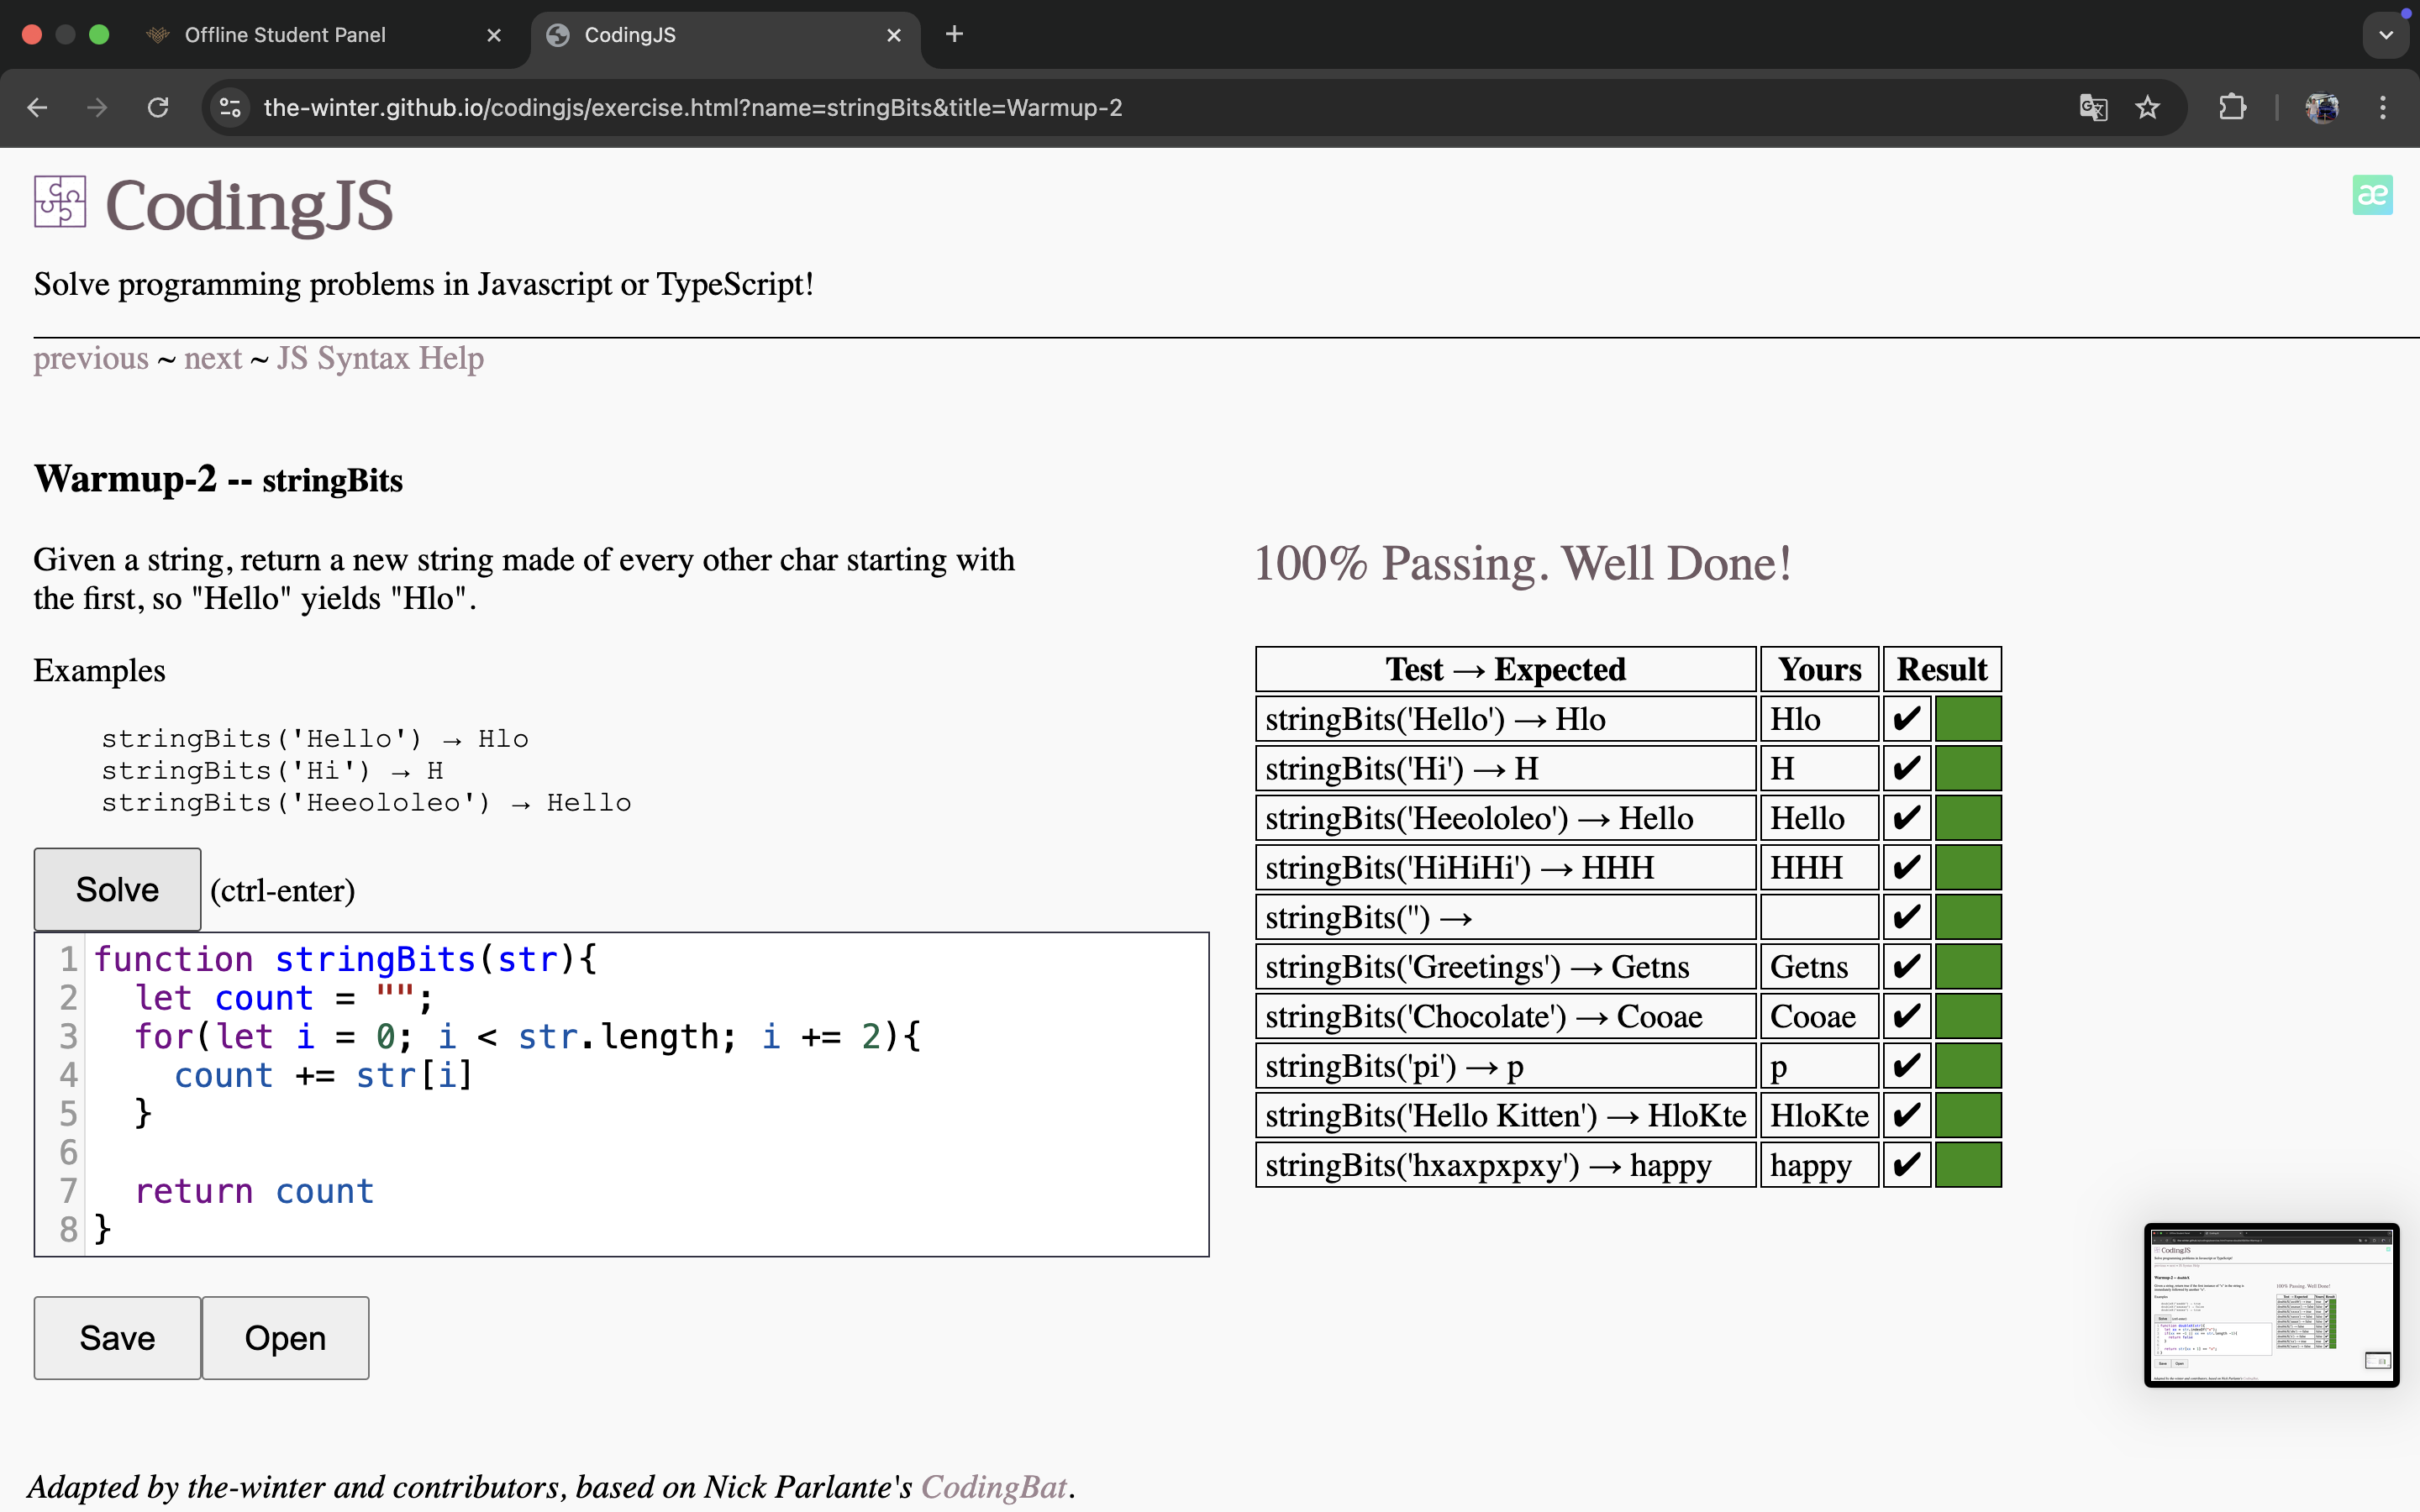 Offline Student Panel
CodingJS
the-winter.github.io/codingjs/exercise.html?name=stringBits&title=Warmup-2
CodingJS
æ
Solve programming problems in Javascript or TypeScript!
previous ~ next ~ JS Syntax Help
Warmup-2 -- stringBits
Given a string, return a new string made of every other char starting with
the first, so "Hello" yields "Hlo".
Examples
stringBits('Hello') → Hlo
stringBits('Hi') → H
stringBits('Heeololeo') → Hello
Solve (ctrl-enter)
1 function stringBits(str){
2   let count = "";
3   for(let i = 0; i < str.length; i += 2){
4     count += str[i]
5   }
6
7   return count
8 }
Save Open
100% Passing. Well Done!
Test → Expected Yours Result
stringBits('Hello') → Hlo Hlo ✔
stringBits('Hi') → H H ✔
stringBits('Heeololeo') → Hello Hello ✔
stringBits('HiHiHi') → HHH HHH ✔
stringBits('') → ✔
stringBits('Greetings') → Getns Getns ✔
stringBits('Chocolate') → Cooae Cooae ✔
stringBits('pi') → p p ✔
stringBits('Hello Kitten') → HloKte HloKte ✔
stringBits('hxaxpxpxy') → happy happy ✔
CodingJS
Adapted by the-winter and contributors, based on Nick Parlante's CodingBat.